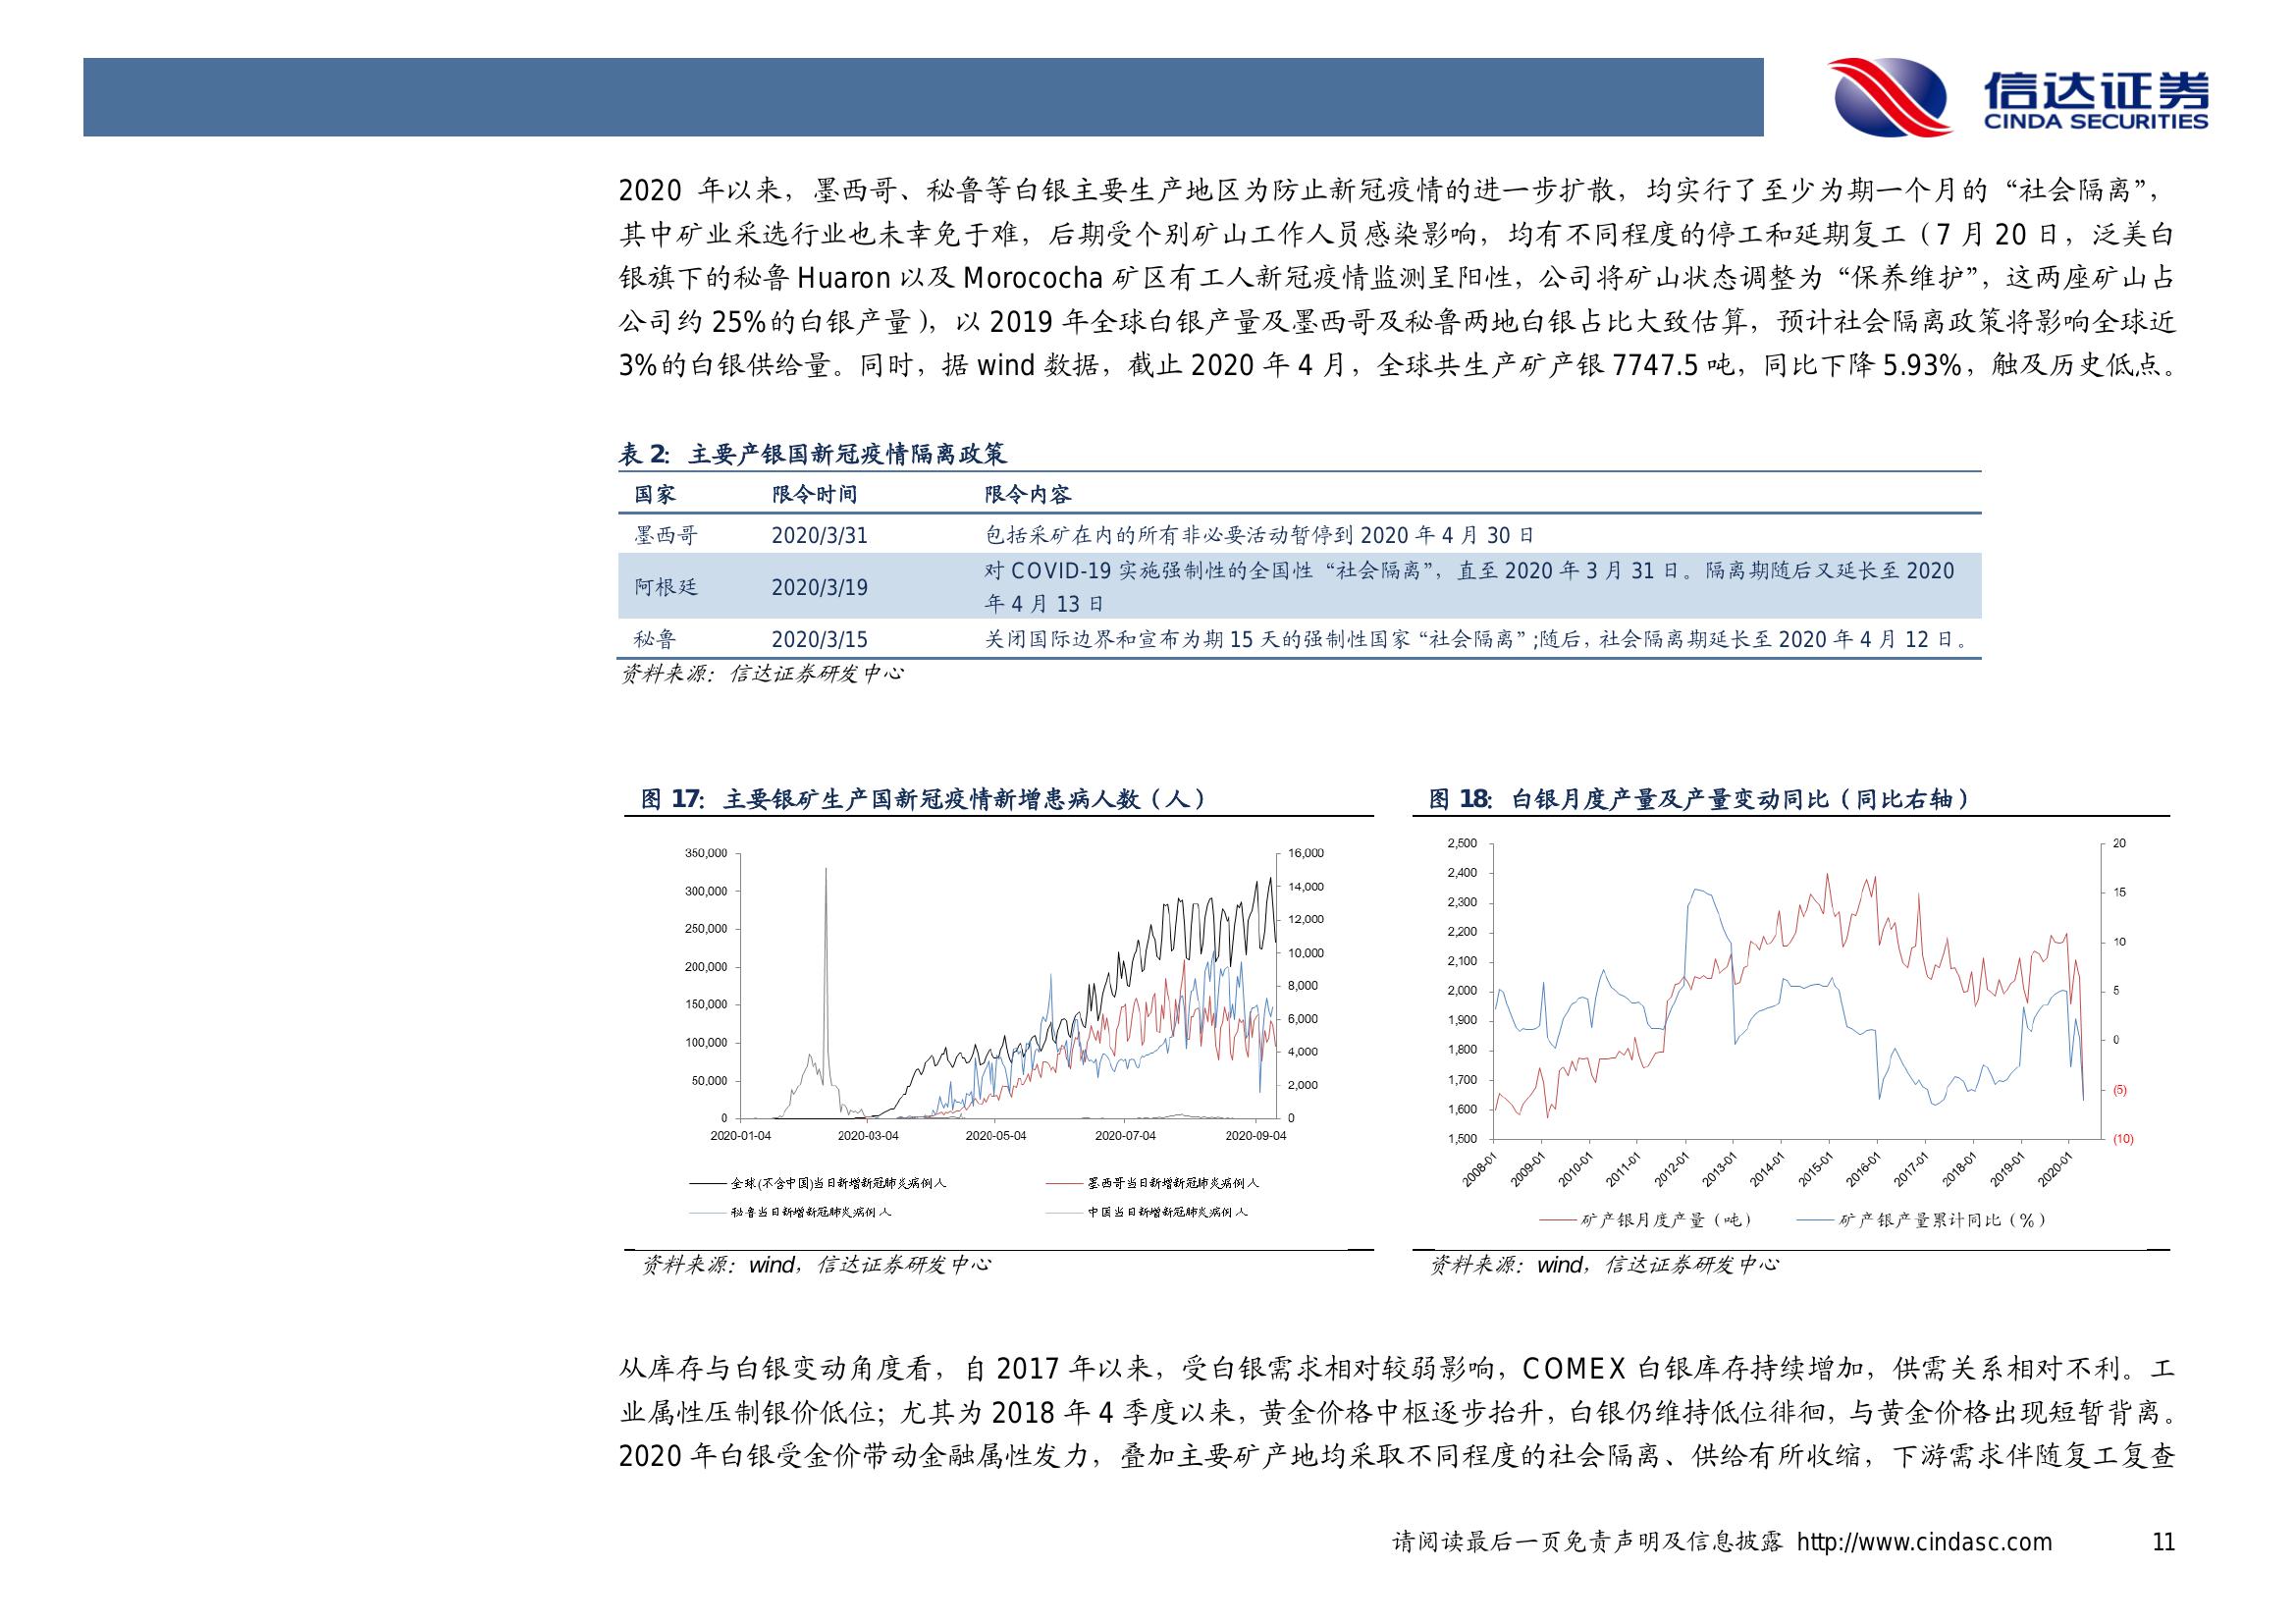 信达证券
CINDA SECURITIES
2020 年以来，墨西哥、秘鲁等白银主要生产地区为防止新冠疫情的进一步扩散，均实行了至少为期一个月的“社会隔离”，
其中矿业采选行业也未幸免于难，后期受个别矿山工作人员感染影响，均有不同程度的停工和延期复工（7 月 20 日，泛美白
银旗下的秘鲁 Huaron 以及 Morococha 矿区有工人新冠疫情监测呈阳性，公司将矿山状态调整为“保养维护”，这两座矿山占
公司约 25%的白银产量），以 2019 年全球白银产量及墨西哥及秘鲁两地白银占比大致估算，预计社会隔离政策将影响全球近
3%的白银供给量。同时，据 wind 数据，截止 2020 年 4 月，全球共生产矿产银 7747.5 吨，同比下降 5.93%，触及历史低点。
表 2：主要产银国新冠疫情隔离政策
国家 限令时间 限令内容
墨西哥 2020/3/31 包括采矿在内的所有非必要活动暂停到 2020 年 4 月 30 日
阿根廷 2020/3/19 对 COVID-19 实施强制性的全国性“社会隔离”，直至 2020 年 3 月 31 日。隔离期随后又延长至 2020
年 4 月 13 日
秘鲁 2020/3/15 关闭国际边界和宣布为期 15 天的强制性国家“社会隔离”;随后，社会隔离期延长至 2020 年 4 月 12 日。
资料来源：信达证券研发中心
图 17：主要银矿生产国新冠疫情新增患病人数（人）
350,000
300,000
250,000
200,000
150,000
100,000
50,000
0
16,000
14,000
12,000
10,000
8,000
6,000
4,000
2,000
0
2020-01-04 2020-03-04 2020-05-04 2020-07-04 2020-09-04
全球(不含中国)当日新增新冠肺炎病例 人 墨西哥当日新增新冠肺炎病例 人
秘鲁当日新增新冠肺炎病例 人 中国当日新增新冠肺炎病例 人
资料来源：wind，信达证券研发中心
图 18：白银月度产量及产量变动同比（同比右轴）
2,500
2,400
2,300
2,200
2,100
2,000
1,900
1,800
1,700
1,600
1,500
20
15
10
5
0
(5)
(10)
2008-01 2009-01 2010-01 2011-01 2012-01 2013-01 2014-01 2015-01 2016-01 2017-01 2018-01 2019-01 2020-01
矿产银月度产量（吨） 矿产银产量累计同比（%）
资料来源：wind，信达证券研发中心
从库存与白银变动角度看，自 2017 年以来，受白银需求相对较弱影响，COMEX 白银库存持续增加，供需关系相对不利。工
业属性压制银价低位；尤其为 2018 年 4 季度以来，黄金价格中枢逐步抬升，白银仍维持低位徘徊，与黄金价格出现短暂背离。
2020 年白银受金价带动金融属性发力，叠加主要矿产地均采取不同程度的社会隔离、供给有所收缩，下游需求伴随复工复查
请阅读最后一页免责声明及信息披露 http://www.cindasc.com 11